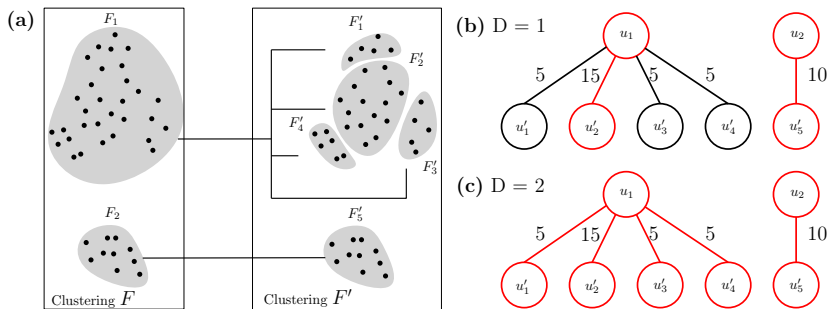 (a)
F₁
F₂
Clustering F
F′₁
F′₂
F′₄
F′₃
F′₅
Clustering F′
(b) D = 1
u₁
u₂
5 15 5 5 10
u′₁ u′₂ u′₃ u′₄ u′₅
(c) D = 2
u₁
u₂
5 15 5 5 10
u′₁ u′₂ u′₃ u′₄ u′₅